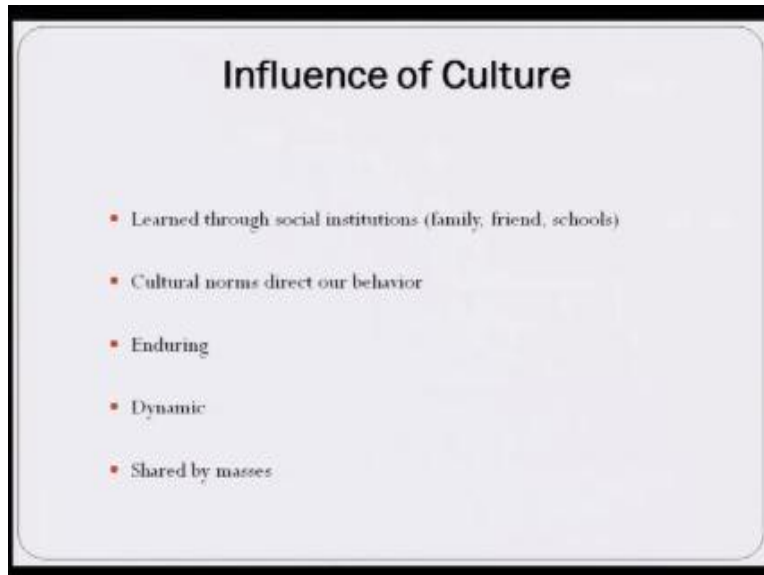 Influence of Culture
Learned through social institutions (family, friend, schools)
Cultural norms direct our behavior
Enduring
Dynamic
Shared by masses